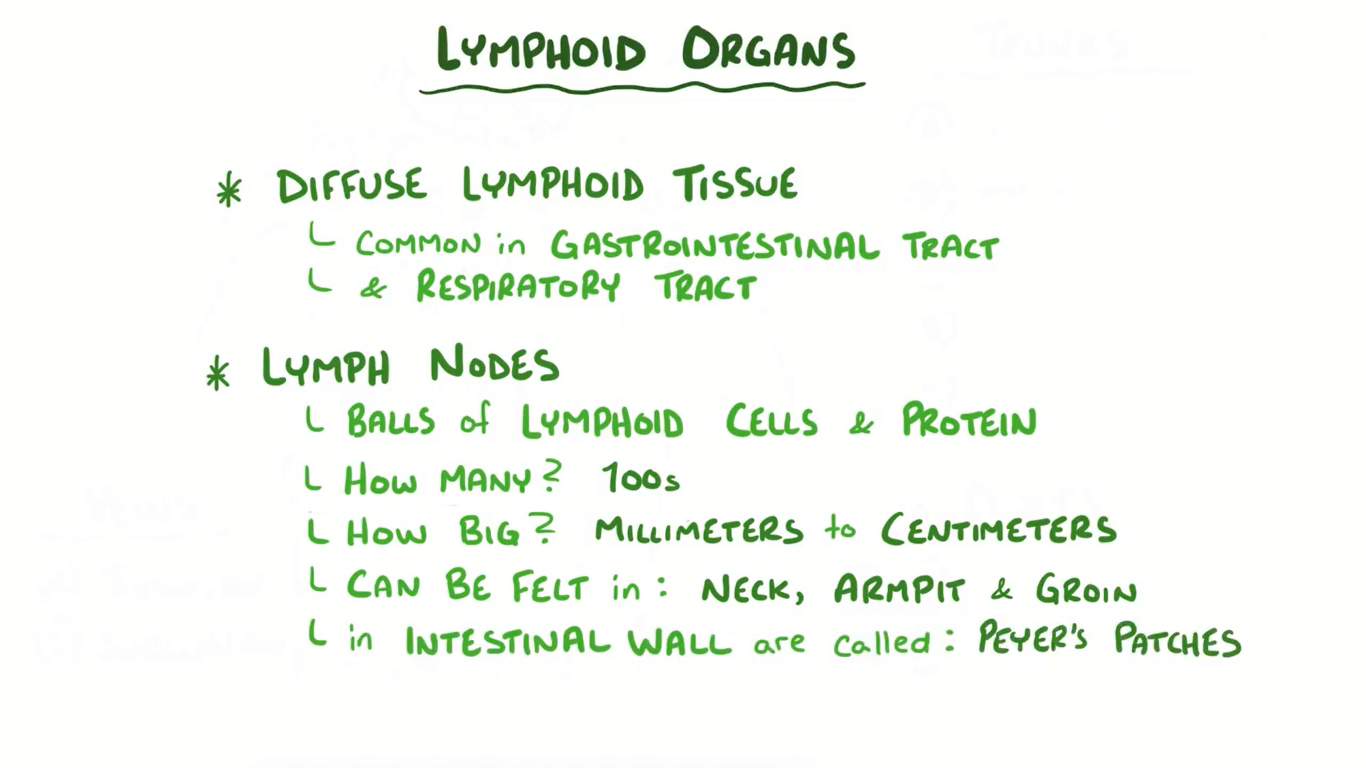 LYMPHOID ORGANS
* DIFFUSE LYMPHOID TISSUE
└ COMMON in GASTROINTESTINAL TRACT
└ & RESPIRATORY TRACT
* LYMPH NODES
└ BALLS of LYMPHOID CELLS & PROTEIN
└ HOW MANY? 100s
└ HOW BIG? MILLIMETERS to CENTIMETERS
└ CAN BE FELT in: NECK, ARMPIT & GROIN
└ in INTESTINAL WALL are called: PEYER'S PATCHES